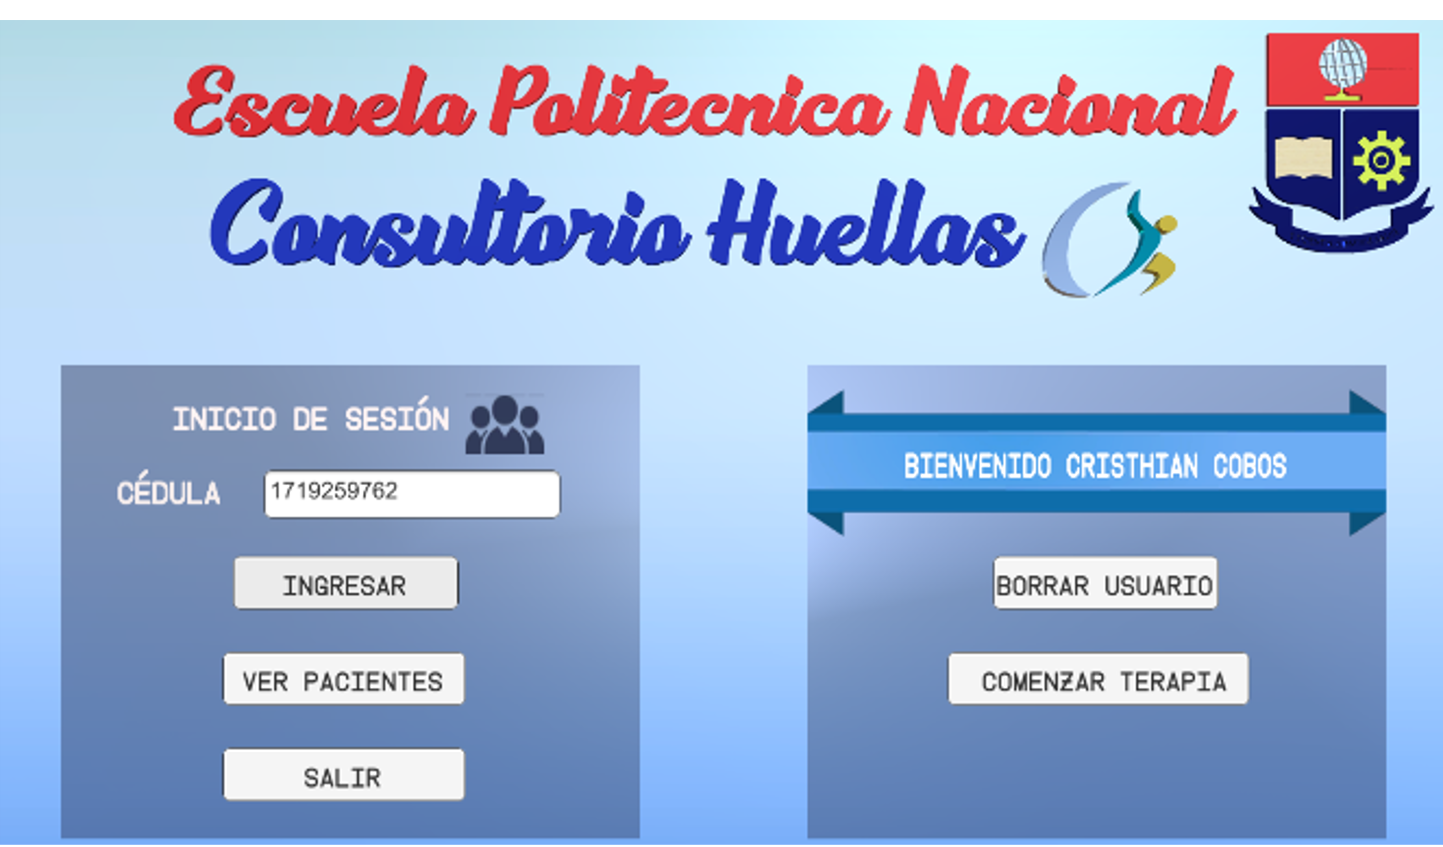 Escuela Politecnica Nacional
Consultorio Huellas
INICIO DE SESIÓN
CÉDULA
1719259762
INGRESAR
VER PACIENTES
SALIR
BIENVENIDO CRISTHIAN COBOS
BORRAR USUARIO
COMENZAR TERAPIA